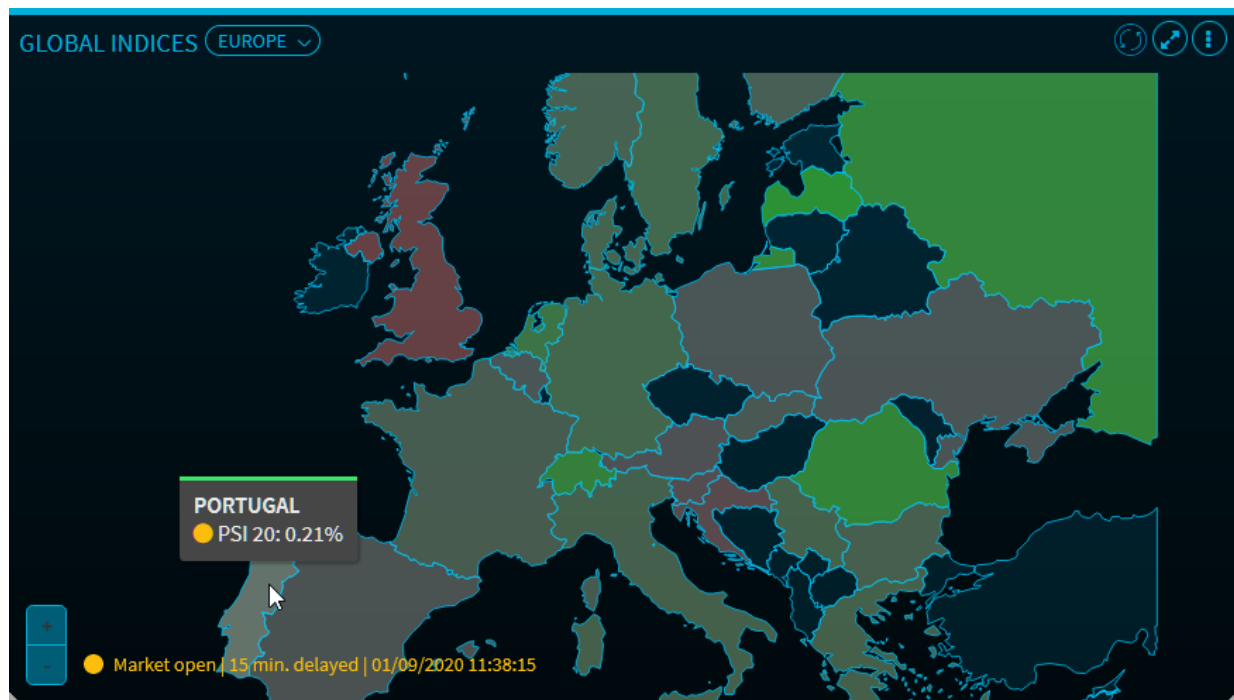 GLOBAL INDICES EUROPE
PORTUGAL
PSI 20: 0.21%
+
-
Market open | 15 min. delayed | 01/09/2020 11:38:15